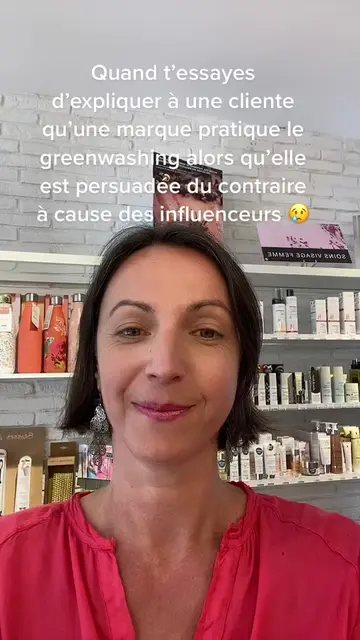 Quand t’essayes
d’expliquer à une cliente
qu’une marque pratique le
greenwashing alors qu’elle
est persuadée du contraire
à cause des influenceurs 😢
SOINS VISAGE FEMME